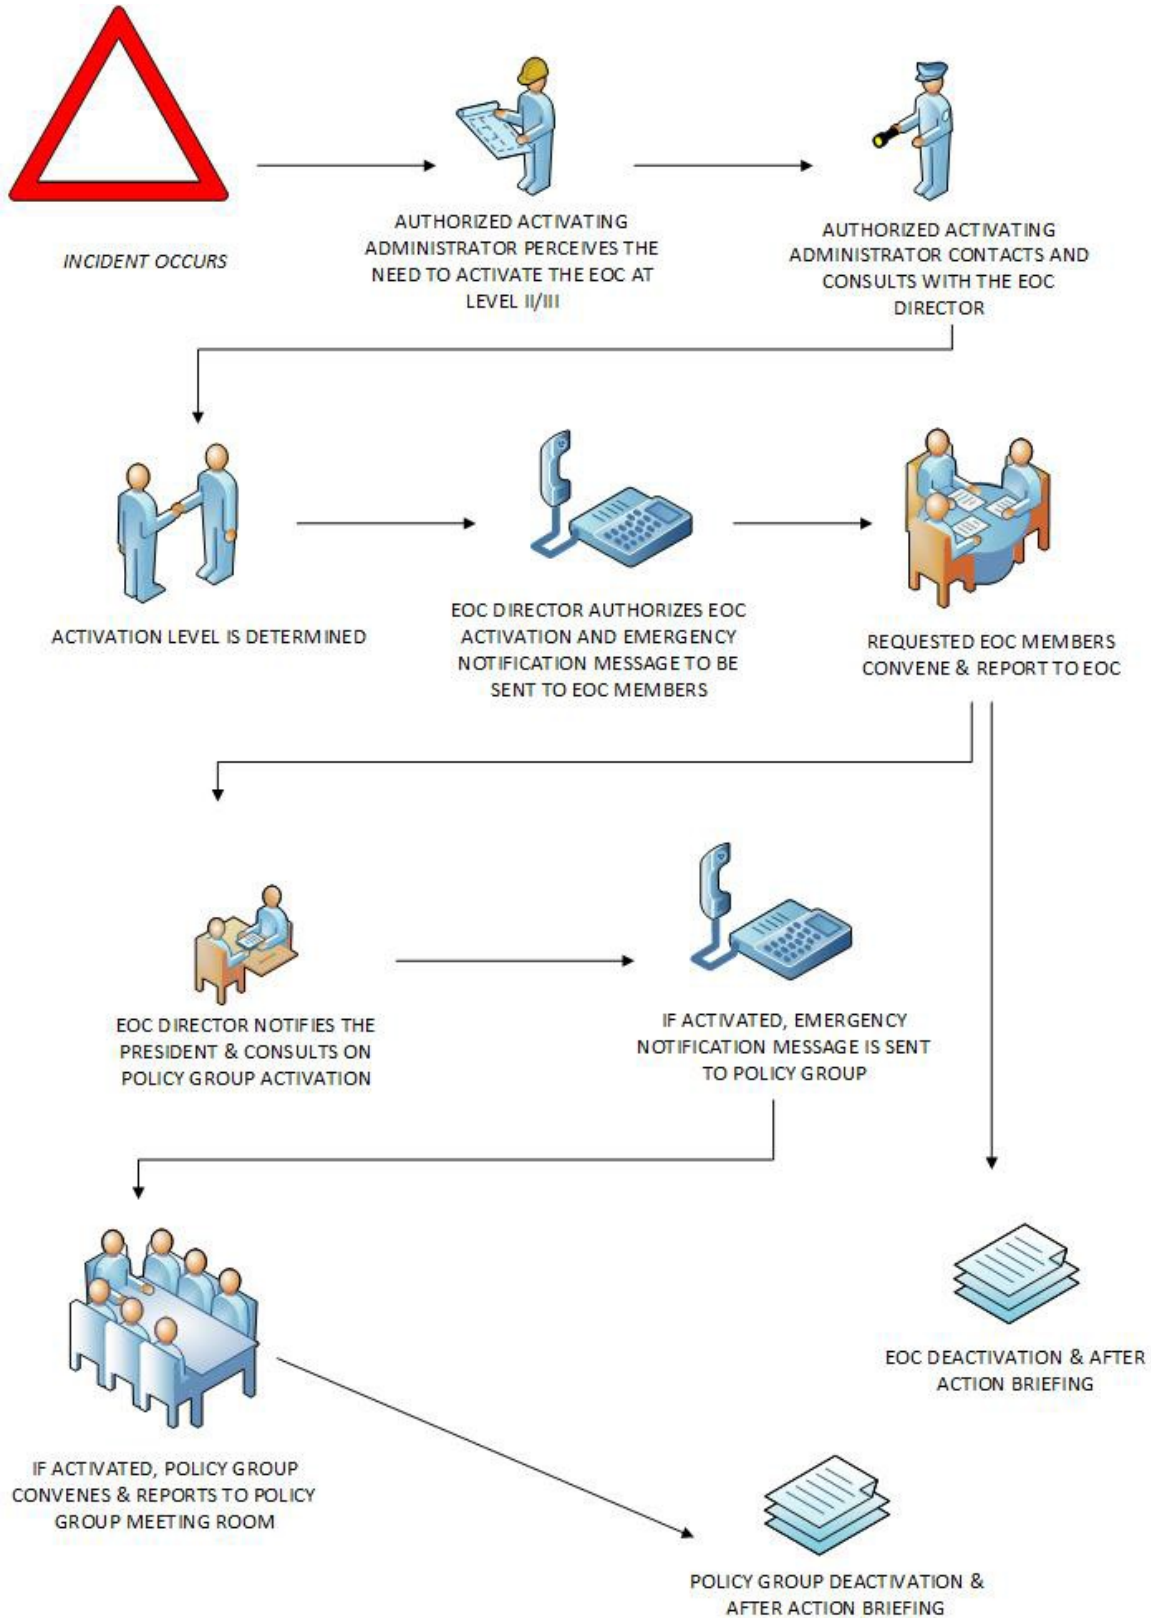 INCIDENT OCCURS
AUTHORIZED ACTIVATING
ADMINISTRATOR PERCEIVES THE
NEED TO ACTIVATE THE EOC AT
LEVEL II/III
AUTHORIZED ACTIVATING
ADMINISTRATOR CONTACTS AND
CONSULTS WITH THE EOC
DIRECTOR
ACTIVATION LEVEL IS DETERMINED
EOC DIRECTOR AUTHORIZES EOC
ACTIVATION AND EMERGENCY
NOTIFICATION MESSAGE TO BE
SENT TO EOC MEMBERS
REQUESTED EOC MEMBERS
CONVENE & REPORT TO EOC
EOC DIRECTOR NOTIFIES THE
PRESIDENT & CONSULTS ON
POLICY GROUP ACTIVATION
IF ACTIVATED, EMERGENCY
NOTIFICATION MESSAGE IS SENT
TO POLICY GROUP
EOC DEACTIVATION & AFTER
ACTION BRIEFING
IF ACTIVATED, POLICY GROUP
CONVENES & REPORTS TO POLICY
GROUP MEETING ROOM
POLICY GROUP DEACTIVATION &
AFTER ACTION BRIEFING